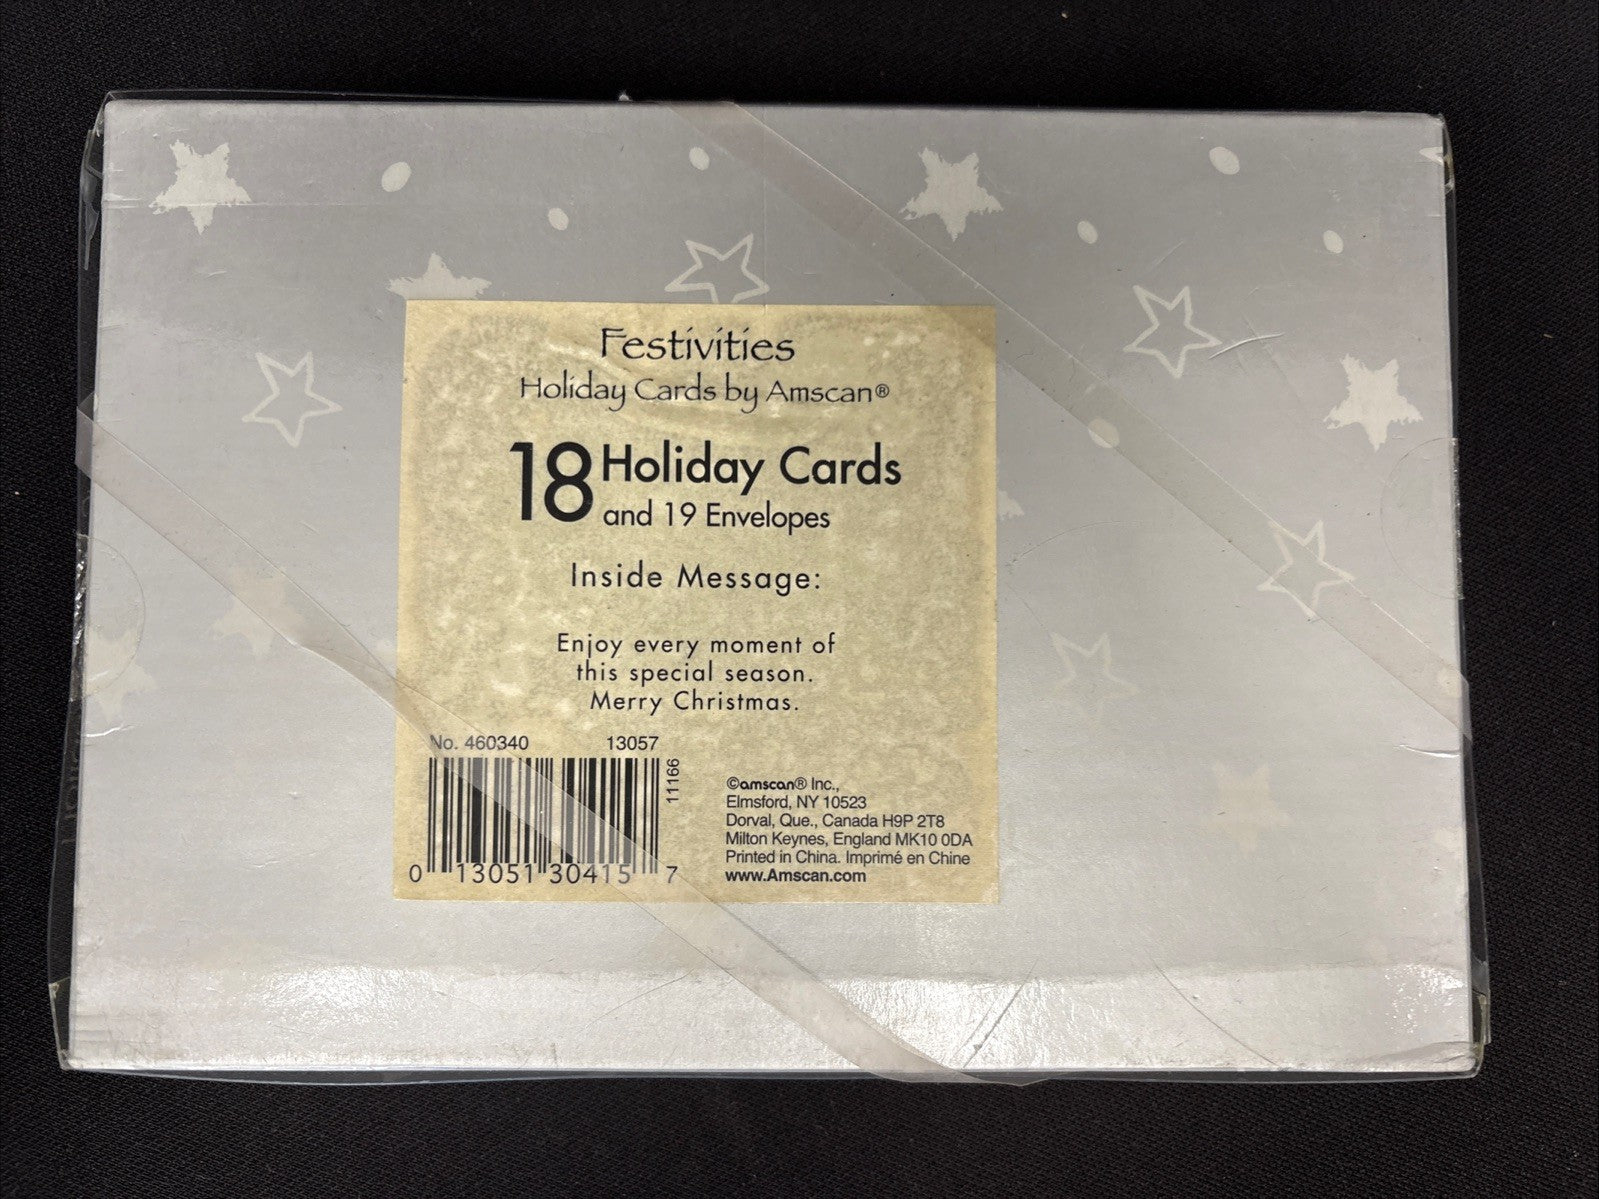 Festivities
Holiday Cards by Amscan®
18 Holiday Cards
and 19 Envelopes
Inside Message:
Enjoy every moment of
this special season.
Merry Christmas.
No. 460340 13057
11166
0 13051 30415 7
©amscan® Inc.,
Elmsford, NY 10523
Dorval, Que., Canada H9P 2T8
Milton Keynes, England MK10 0DA
Printed in China. Imprimé en Chine
www.Amscan.com